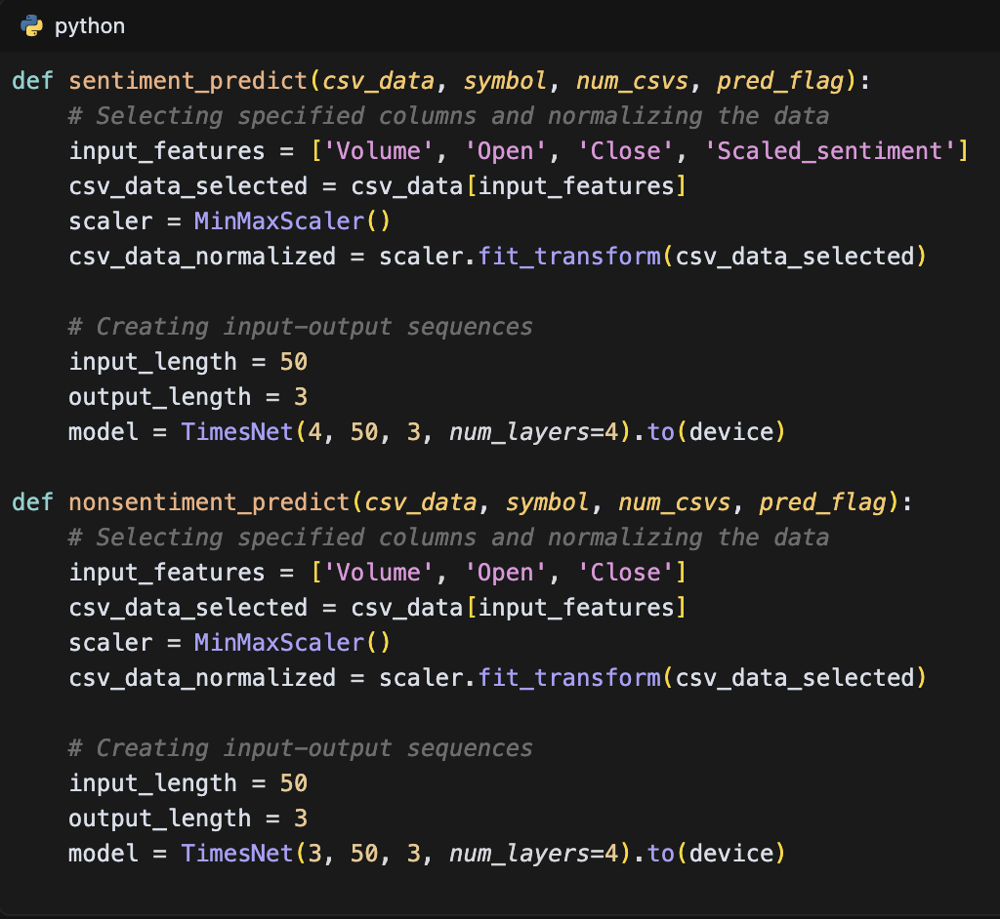 python
def sentiment_predict(csv_data, symbol, num_csvs, pred_flag):
    # Selecting specified columns and normalizing the data
    input_features = ['Volume', 'Open', 'Close', 'Scaled_sentiment']
    csv_data_selected = csv_data[input_features]
    scaler = MinMaxScaler()
    csv_data_normalized = scaler.fit_transform(csv_data_selected)

    # Creating input-output sequences
    input_length = 50
    output_length = 3
    model = TimesNet(4, 50, 3, num_layers=4).to(device)

def nonsentiment_predict(csv_data, symbol, num_csvs, pred_flag):
    # Selecting specified columns and normalizing the data
    input_features = ['Volume', 'Open', 'Close']
    csv_data_selected = csv_data[input_features]
    scaler = MinMaxScaler()
    csv_data_normalized = scaler.fit_transform(csv_data_selected)

    # Creating input-output sequences
    input_length = 50
    output_length = 3
    model = TimesNet(3, 50, 3, num_layers=4).to(device)